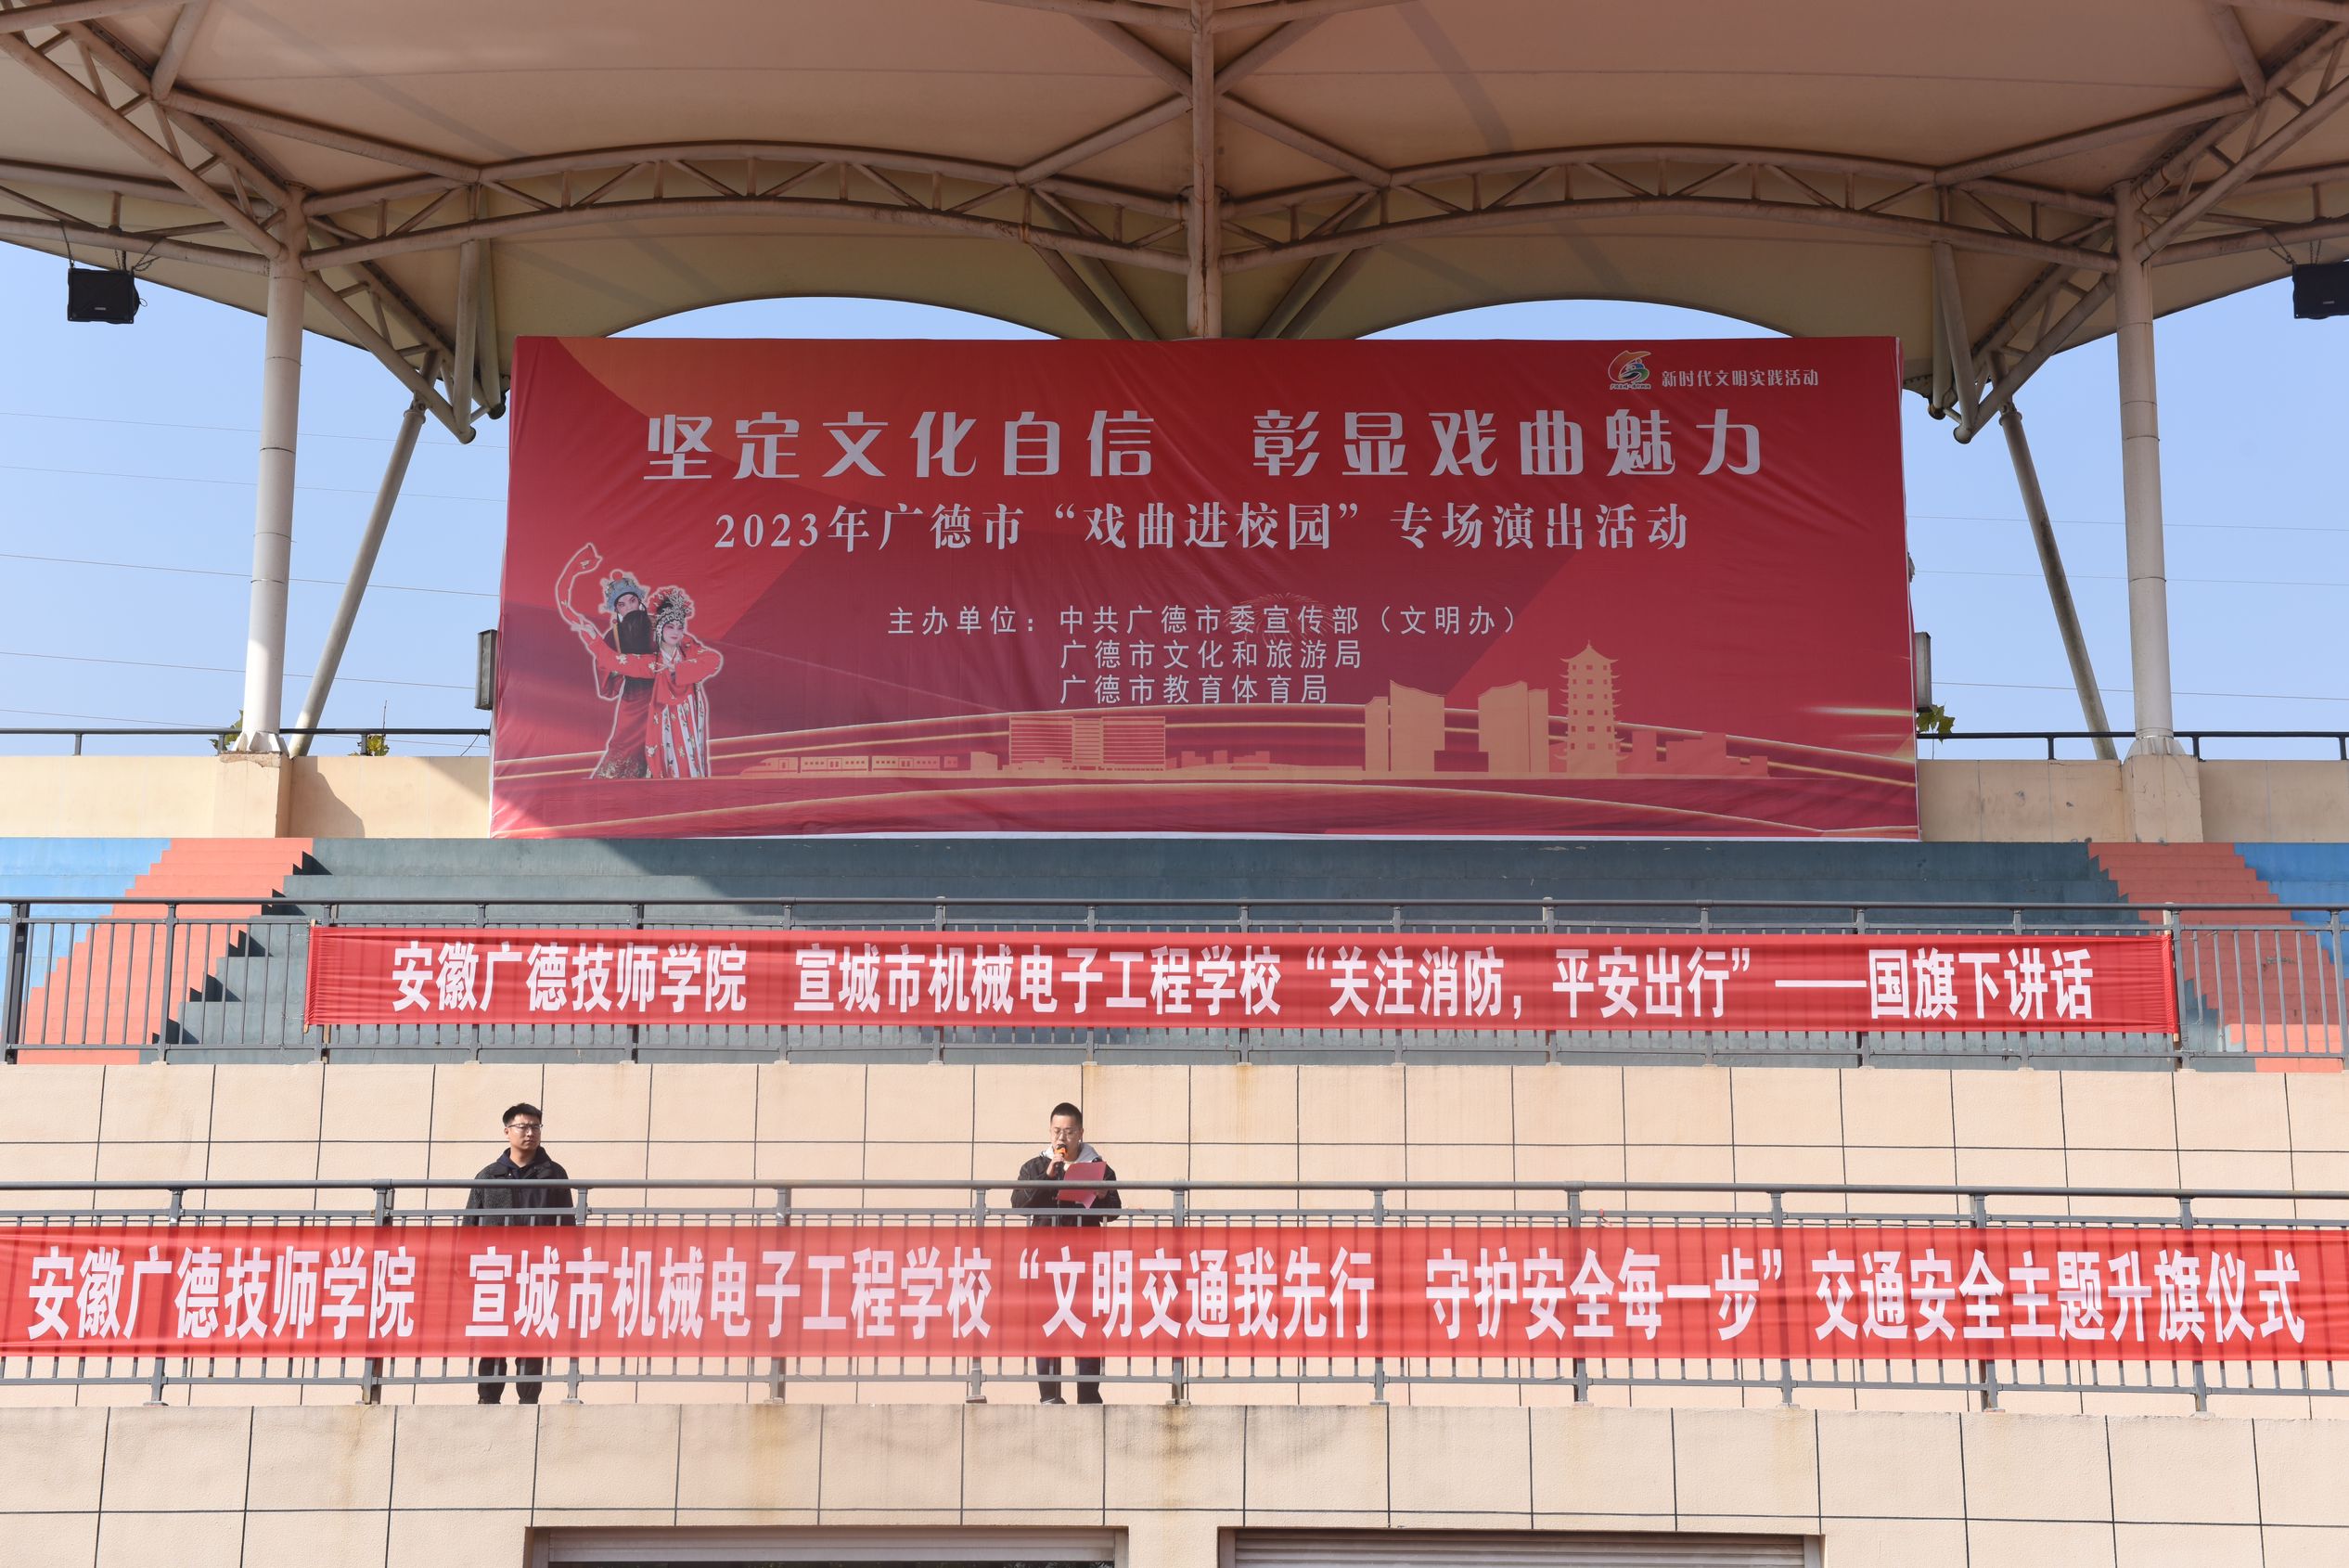 新时代文明实践活动
坚定文化自信 彰显戏曲魅力
2023年广德市“戏曲进校园”专场演出活动
主办单位：中共广德市委宣传部（文明办）
广德市文化和旅游局
广德市教育体育局
安徽广德技师学院 宣城市机械电子工程学校“关注消防，平安出行”——国旗下讲话
安徽广德技师学院 宣城市机械电子工程学校“文明交通我先行 守护安全每一步”交通安全主题升旗仪式